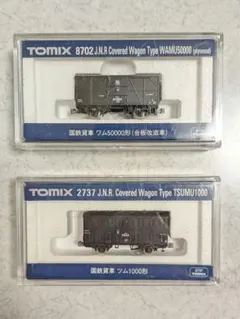 TOMIX 8702 J.N.R Covered Wagon Type WAMU50000 (plywood)
国鉄貨車 ワム50000形(合板改造車)
TOMIX 2737 J.N.R. Covered Wagon Type TSUMU1000
国鉄貨車 ツム1000形